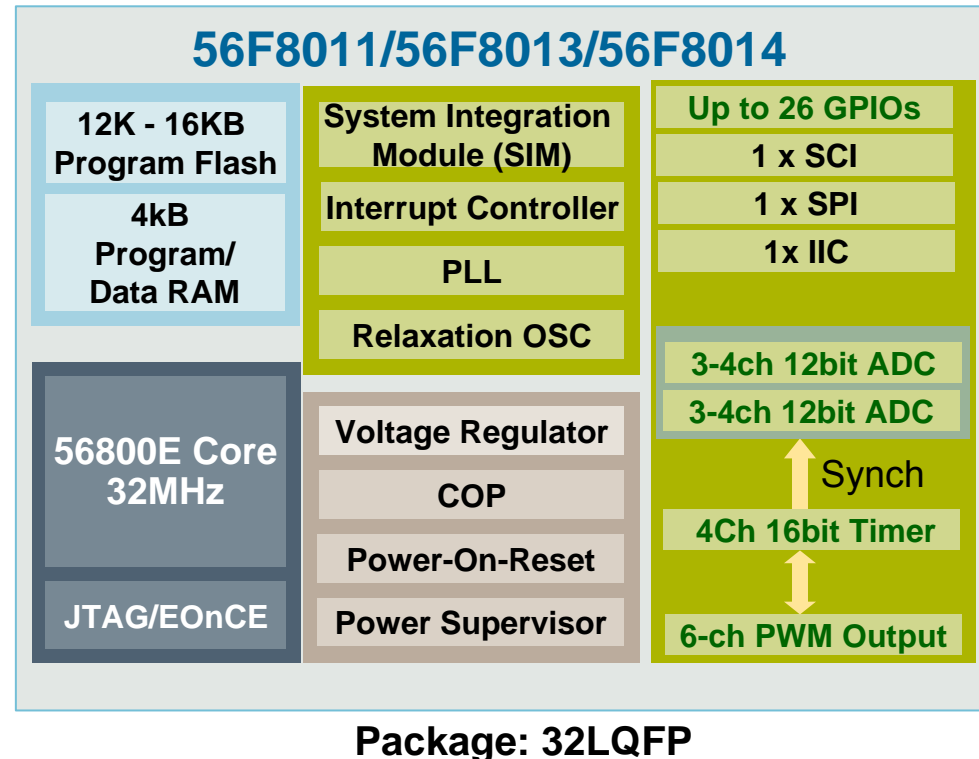 56F8011/56F8013/56F8014
12K - 16KB
Program Flash
4kB
Program/
Data RAM
56800E Core
32MHz
JTAG/EOnCE
System Integration
Module (SIM)
Interrupt Controller
PLL
Relaxation OSC
Voltage Regulator
COP
Power-On-Reset
Power Supervisor
Up to 26 GPIOs
1 x SCI
1 x SPI
1x IIC
3-4ch 12bit ADC
3-4ch 12bit ADC
Synch
4Ch 16bit Timer
6-ch PWM Output
Package: 32LQFP